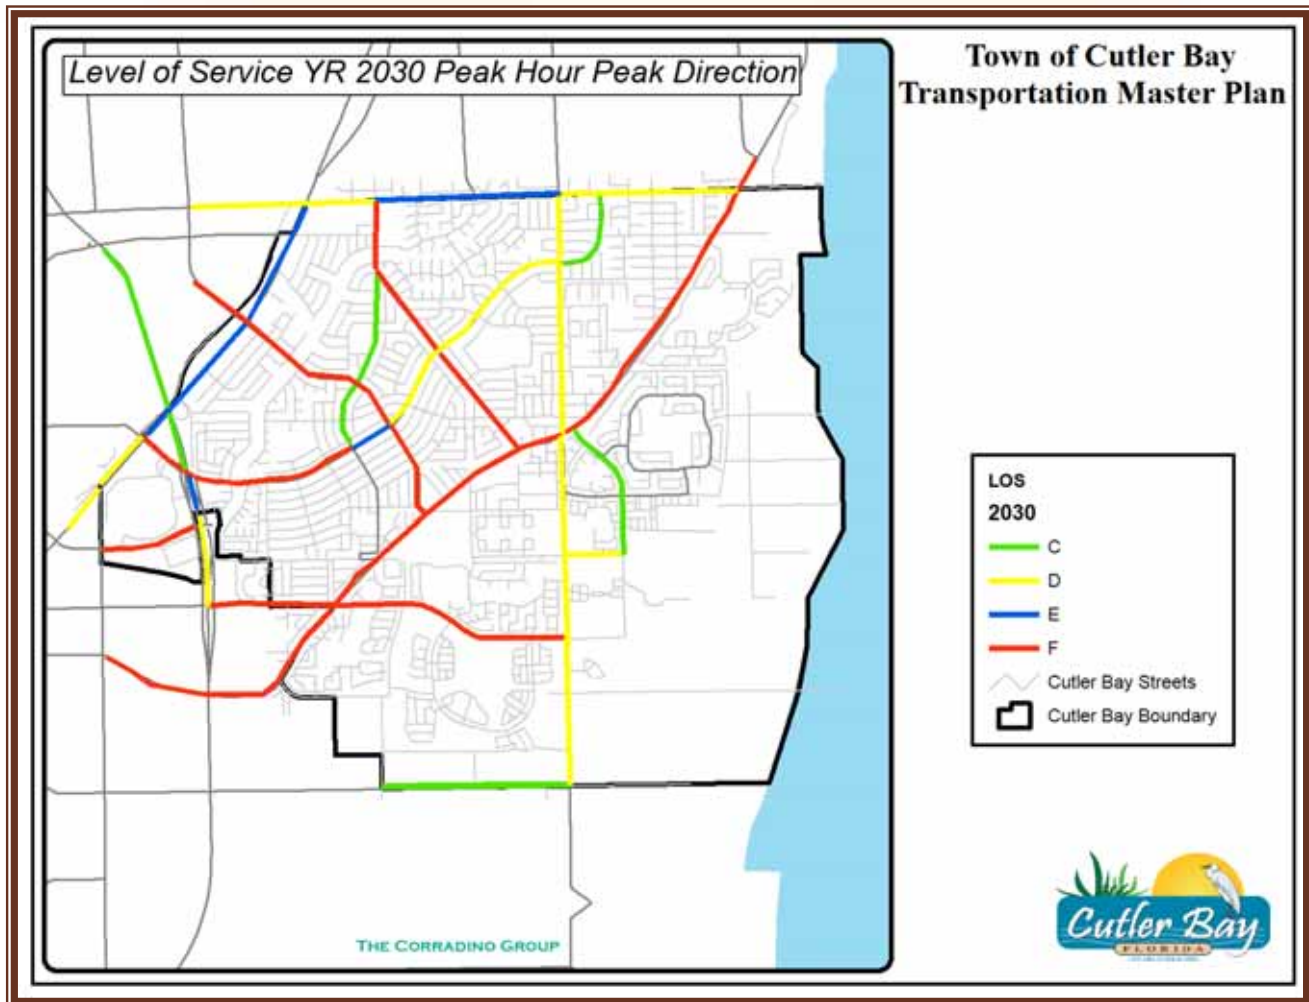 Level of Service YR 2030 Peak Hour Peak Direction
Town of Cutler Bay
Transportation Master Plan
LOS
2030
C
D
E
F
Cutler Bay Streets
Cutler Bay Boundary
THE CORRADINO GROUP
Cutler Bay
FLORIDA